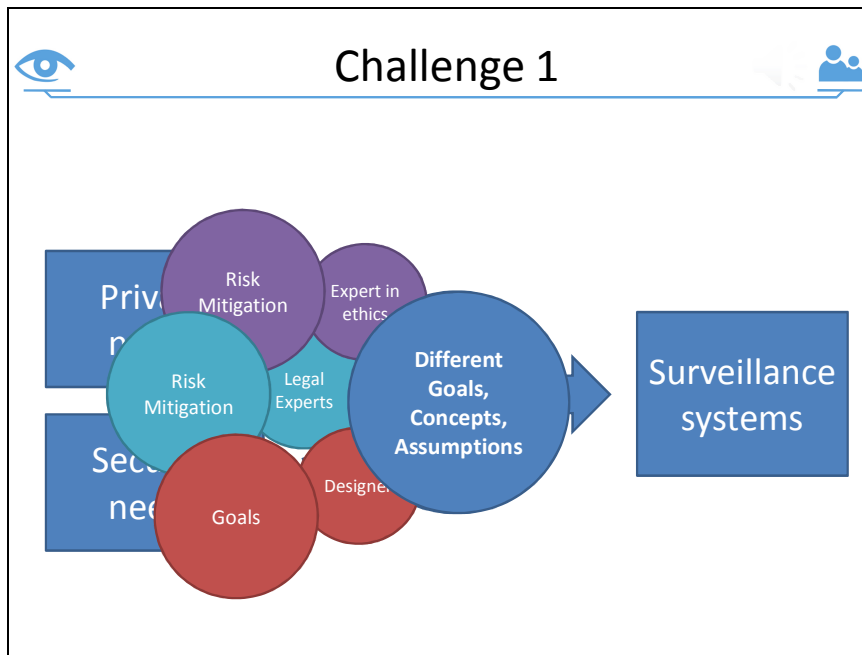 Challenge 1
Risk
Mitigation
Expert in
ethics
Risk
Mitigation
Legal
Experts
Goals
Different
Goals,
Concepts,
Assumptions
Surveillance
systems